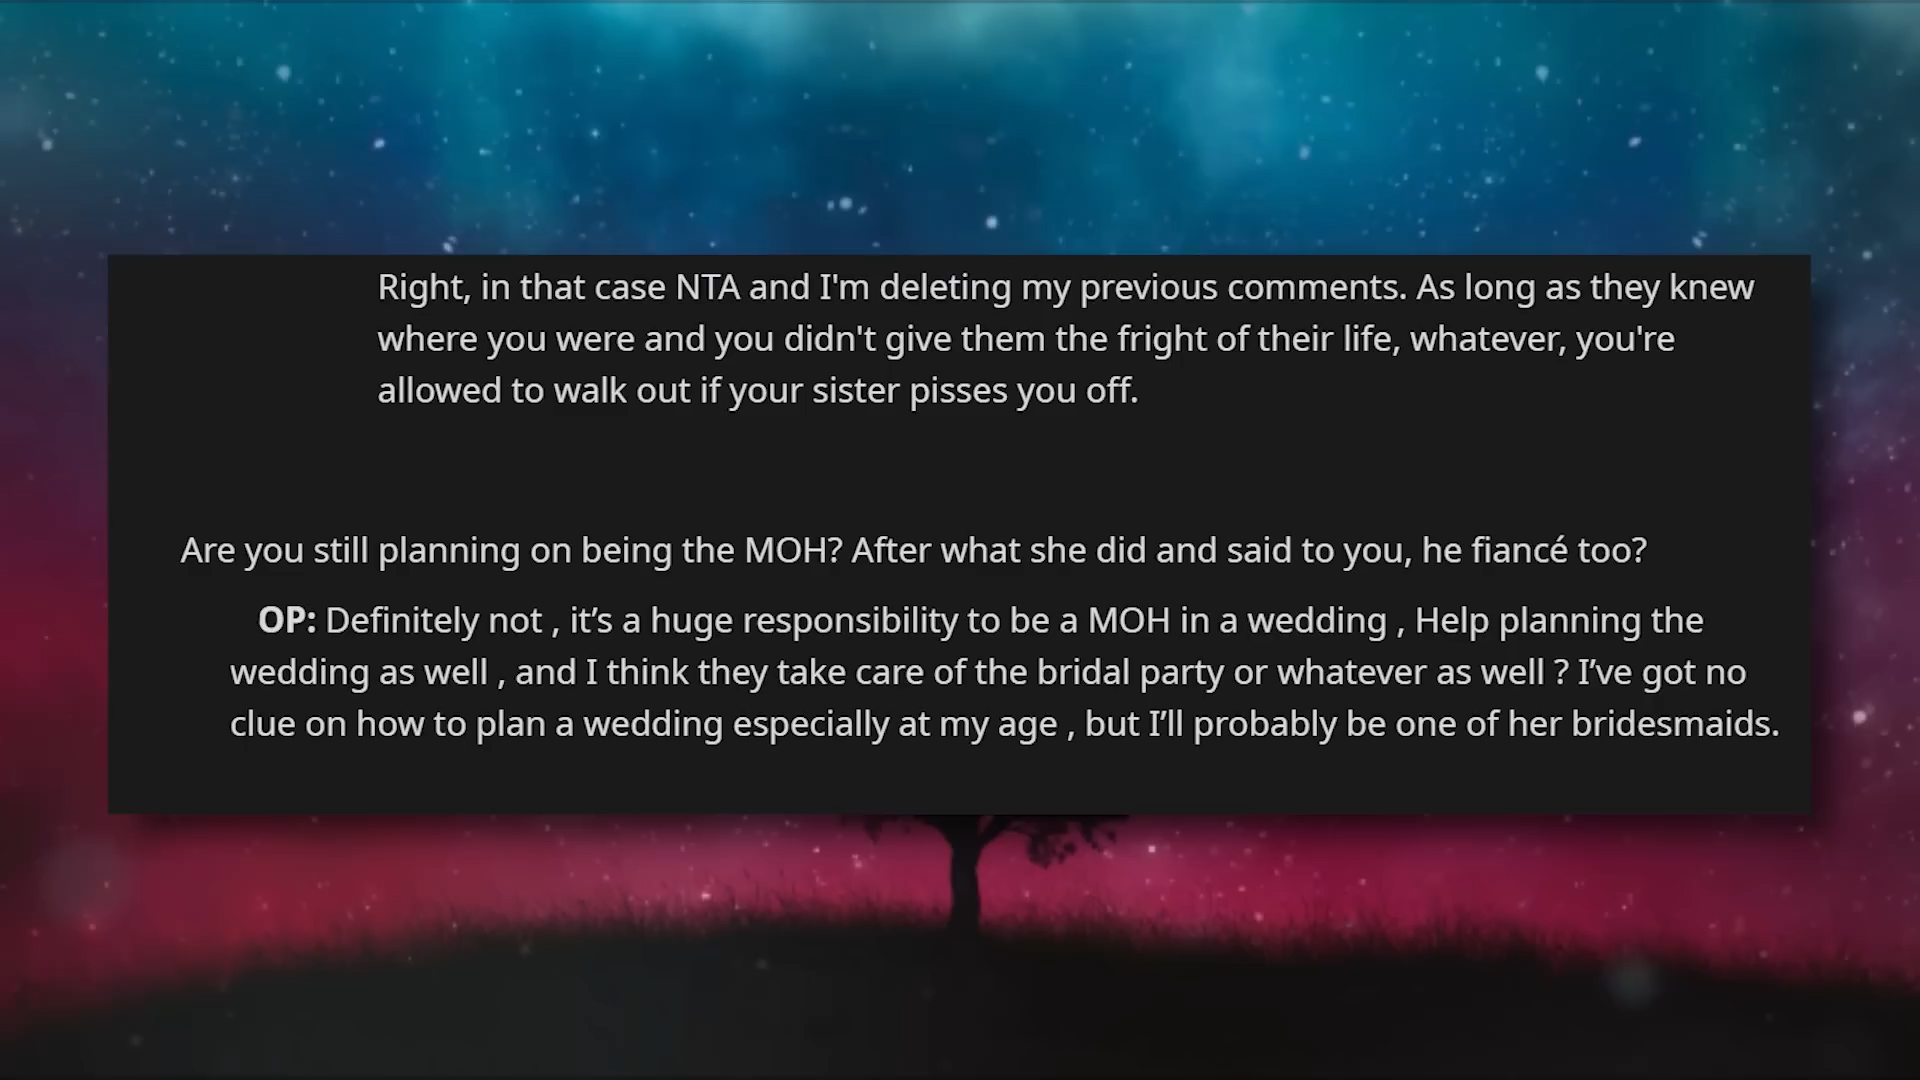 Right, in that case NTA and I'm deleting my previous comments. As long as they knew
where you were and you didn't give them the fright of their life, whatever, you're
allowed to walk out if your sister pisses you off.
Are you still planning on being the MOH? After what she did and said to you, he fiancé too?
OP: Definitely not , it’s a huge responsibility to be a MOH in a wedding , Help planning the
wedding as well , and I think they take care of the bridal party or whatever as well ? I’ve got no
clue on how to plan a wedding especially at my age , but I’ll probably be one of her bridesmaids.